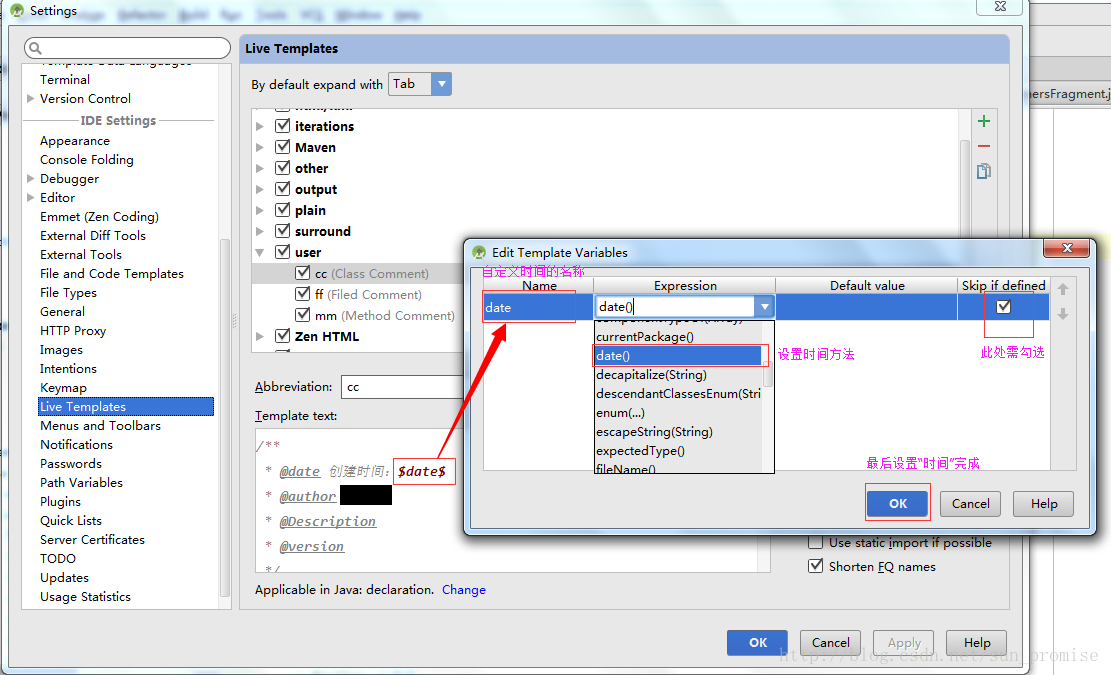 Settings
Live Templates
By default expand with Tab
Terminal
Version Control
IDE Settings
Appearance
Console Folding
Debugger
Editor
Emmet (Zen Coding)
External Diff Tools
External Tools
File and Code Templates
File Types
General
HTTP Proxy
Images
Intentions
Keymap
Live Templates
Menus and Toolbars
Notifications
Passwords
Path Variables
Plugins
Quick Lists
Server Certificates
TODO
Updates
Usage Statistics
iterations
Maven
other
output
plain
surround
user
cc (Class Comment)
ff (Filed Comment)
mm (Method Comment)
Zen HTML
Abbreviation: cc
Template text:
/**
* @date 创建时间: $date$
* @author
* @Description
* @version
*/
Applicable in Java: declaration. Change
Use static import if possible
Shorten FQ names
OK Cancel Apply Help
ersFragment.j
Edit Template Variables
自定义时间的名称
Name Expression Default value Skip if defined
date date()
currentPackage()
date()
decapitalize(String)
descendantClassesEnum(Stri
enum(...)
escapeString(String)
expectedType()
fileName()
设置时间方法
此处需勾选
最后设置“时间”完成
OK Cancel Help
http://blog.csdn.net/sun_promise